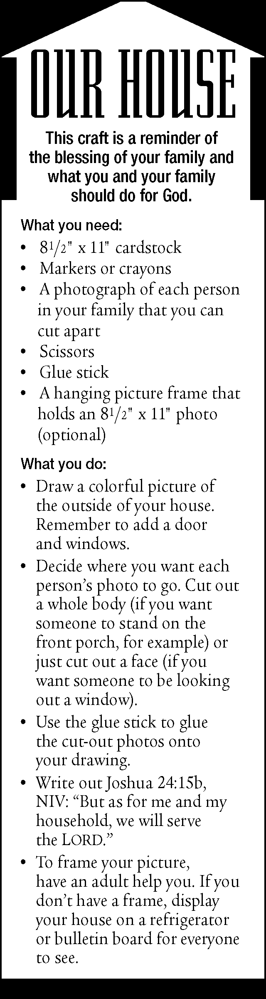 OUR HOUSE
This craft is a reminder of
the blessing of your family and
what you and your family
should do for God.
What you need:
• 8 1/2" x 11" cardstock
• Markers or crayons
• A photograph of each person
in your family that you can
cut apart
• Scissors
• Glue stick
• A hanging picture frame that
holds an 8 1/2" x 11" photo
(optional)
What you do:
• Draw a colorful picture of
the outside of your house.
Remember to add a door
and windows.
• Decide where you want each
person’s photo to go. Cut out
a whole body (if you want
someone to stand on the
front porch, for example) or
just cut out a face (if you
want someone to be looking
out a window).
• Use the glue stick to glue
the cut-out photos onto
your drawing.
• Write out Joshua 24:15b,
NIV: “But as for me and my
household, we will serve
the LORD.”
• To frame your picture,
have an adult help you. If you
don’t have a frame, display
your house on a refrigerator
or bulletin board for everyone
to see.